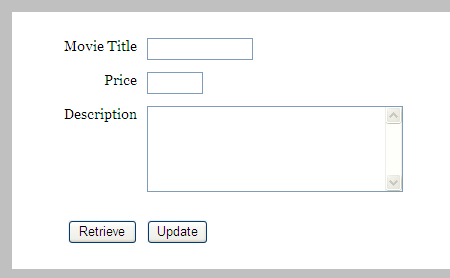 Movie Title
Price
Description
Retrieve Update